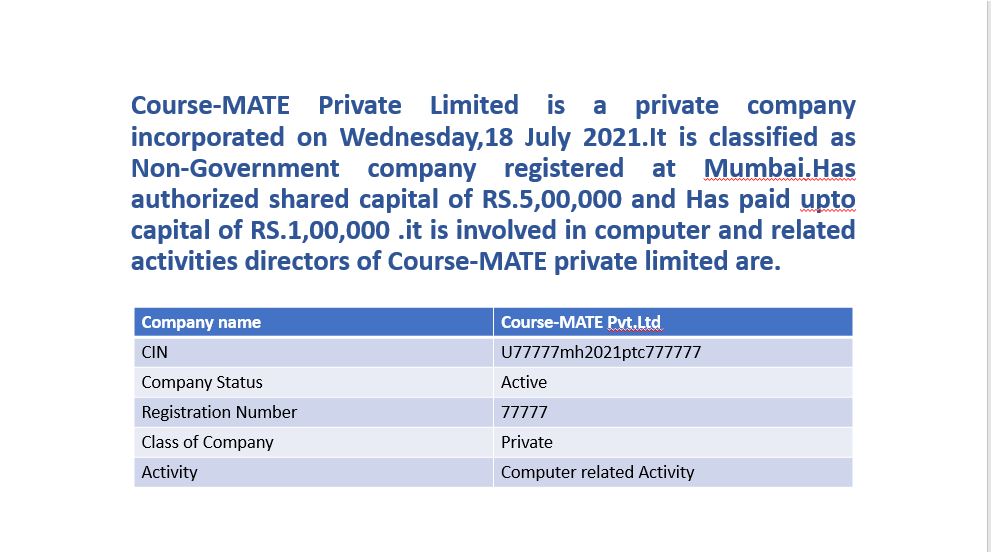 Course-MATE Private Limited is a private company
incorporated on Wednesday,18 July 2021.It is classified as
Non-Government company registered at Mumbai.Has
authorized shared capital of RS.5,00,000 and Has paid upto
capital of RS.1,00,000 .it is involved in computer and related
activities directors of Course-MATE private limited are.
Company name Course-MATE Pvt.Ltd
CIN U77777mh2021ptc777777
Company Status Active
Registration Number 77777
Class of Company Private
Activity Computer related Activity